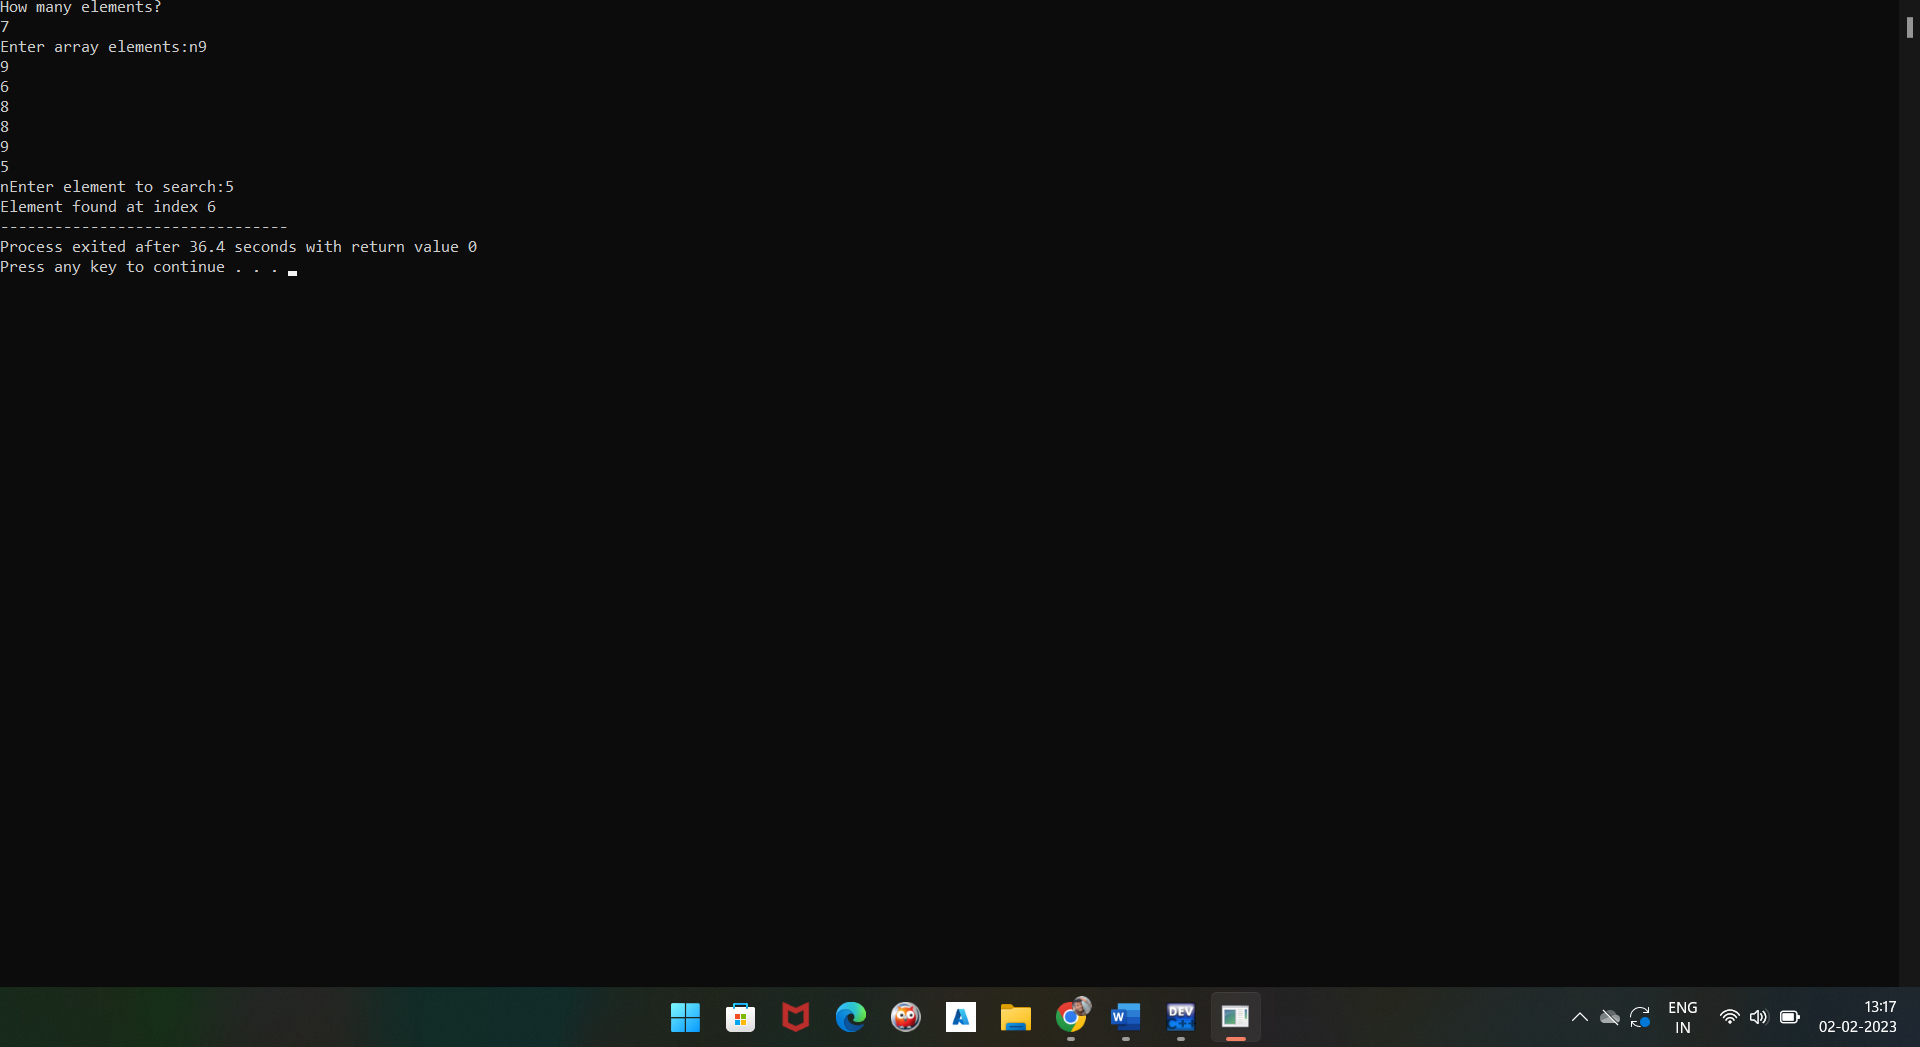 How many elements?
7
Enter array elements:n9
9
6
8
8
9
5
nEnter element to search:5
Element found at index 6
--------------------------------
Process exited after 36.4 seconds with return value 0
Press any key to continue . . .
W
DEV
C++
ENG
IN
13:17
02-02-2023